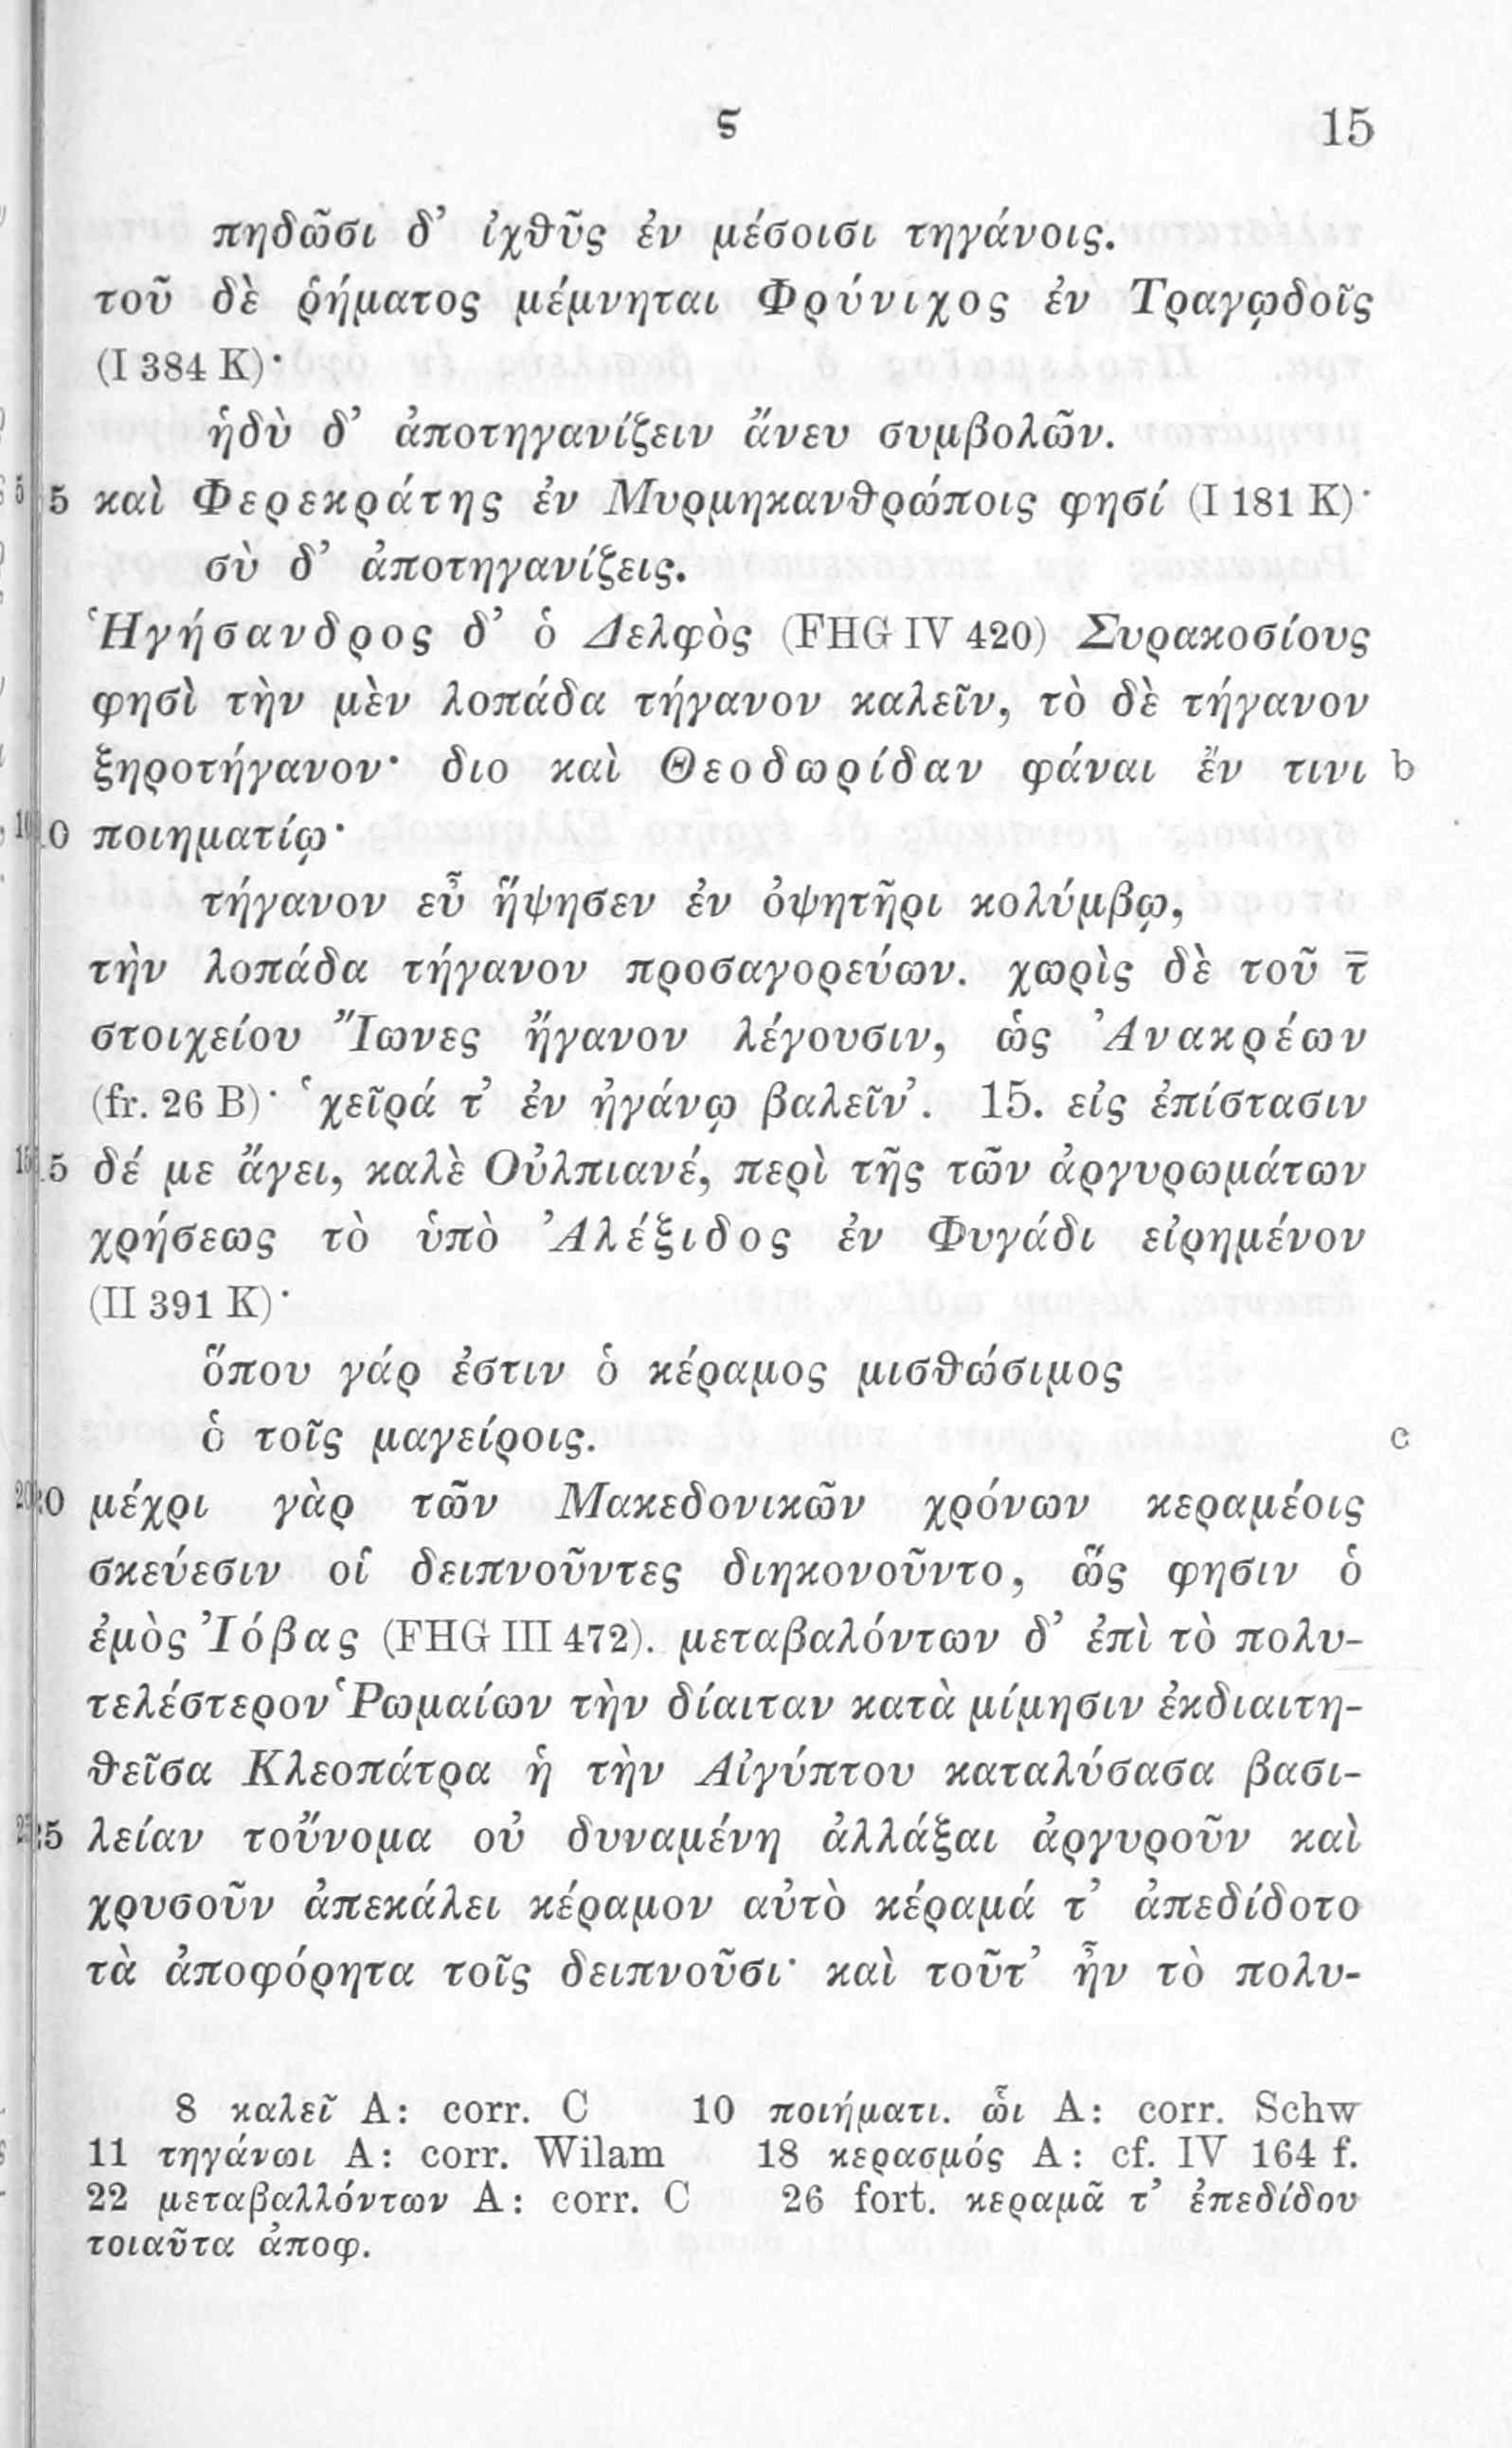 ϛ 15
πηδῶσι δ’ ἰχθῦς ἐν μέσοισι τηγάνοις.
τοῦ δὲ ῥήματος μέμνηται Φρύνιχος ἐν Τραγῳδοῖς
(I 384 K)·
ἡδὺ δ’ ἀποτηγανίζειν ἄνευ συμβολῶν.
5 καὶ Φερεκράτης ἐν Μυρμηκανθρώποις φησί (I 181 K)·
σὺ δ’ ἀποτηγανίζεις.
Ἡγήσανδρος δ’ ὁ Δελφὸς (FHG IV 420) Συρακοσίους
φησὶ τὴν μὲν λοπάδα τήγανον καλεῖν, τὸ δὲ τήγανον
ξηροτήγανον· διο καὶ Θεοδωρίδαν φάναι ἔν τινι b
10 ποιηματίῳ·
τήγανον εὖ ἥψησεν ἐν ὀψητῆρι κολύμβῳ,
τὴν λοπάδα τήγανον προσαγορεύων. χωρὶς δὲ τοῦ τ̅
στοιχείου Ἴωνες ἤγανον λέγουσιν, ὡς Ἀνακρέων
(fr. 26 B)· ‘χεῖρά τ’ ἐν ἠγάνῳ βαλεῖν’. 15. εἰς ἐπίστασιν
15 δέ με ἄγει, καλὲ Οὐλπιανέ, περὶ τῆς τῶν ἀργυρωμάτων
χρήσεως τὸ ὑπὸ Ἀλέξιδος ἐν Φυγάδι εἰρημένον
(II 391 K)·
ὅπου γάρ ἐστιν ὁ κέραμος μισθώσιμος
ὁ τοῖς μαγείροις. c
20 μέχρι γὰρ τῶν Μακεδονικῶν χρόνων κεραμέοις
σκεύεσιν οἱ δειπνοῦντες διηκονοῦντο, ὥς φησιν ὁ
ἐμὸς Ἰόβας (FHG III 472). μεταβαλόντων δ’ ἐπὶ τὸ πολυ-
τελέστερον Ῥωμαίων τὴν δίαιταν κατὰ μίμησιν ἐκδιαιτη-
θεῖσα Κλεοπάτρα ἡ τὴν Αἰγύπτου καταλύσασα βασι-
25 λείαν τοὔνομα οὐ δυναμένη ἀλλάξαι ἀργυροῦν καὶ
χρυσοῦν ἀπεκάλει κέραμον αὐτὸ κέραμά τ’ ἀπεδίδοτο
τὰ ἀποφόρητα τοῖς δειπνοῦσι· καὶ τοῦτ’ ἦν τὸ πολυ-
8 καλεῖ A: corr. C 10 ποιήματι. ὧι A: corr. Schw
11 τηγάνωι A: corr. Wilam 18 κερασμός A: cf. IV 164 f.
22 μεταβαλλόντων A: corr. C 26 fort. κεραμᾶ τ’ ἐπεδίδου
τοιαῦτα ἀποφ.